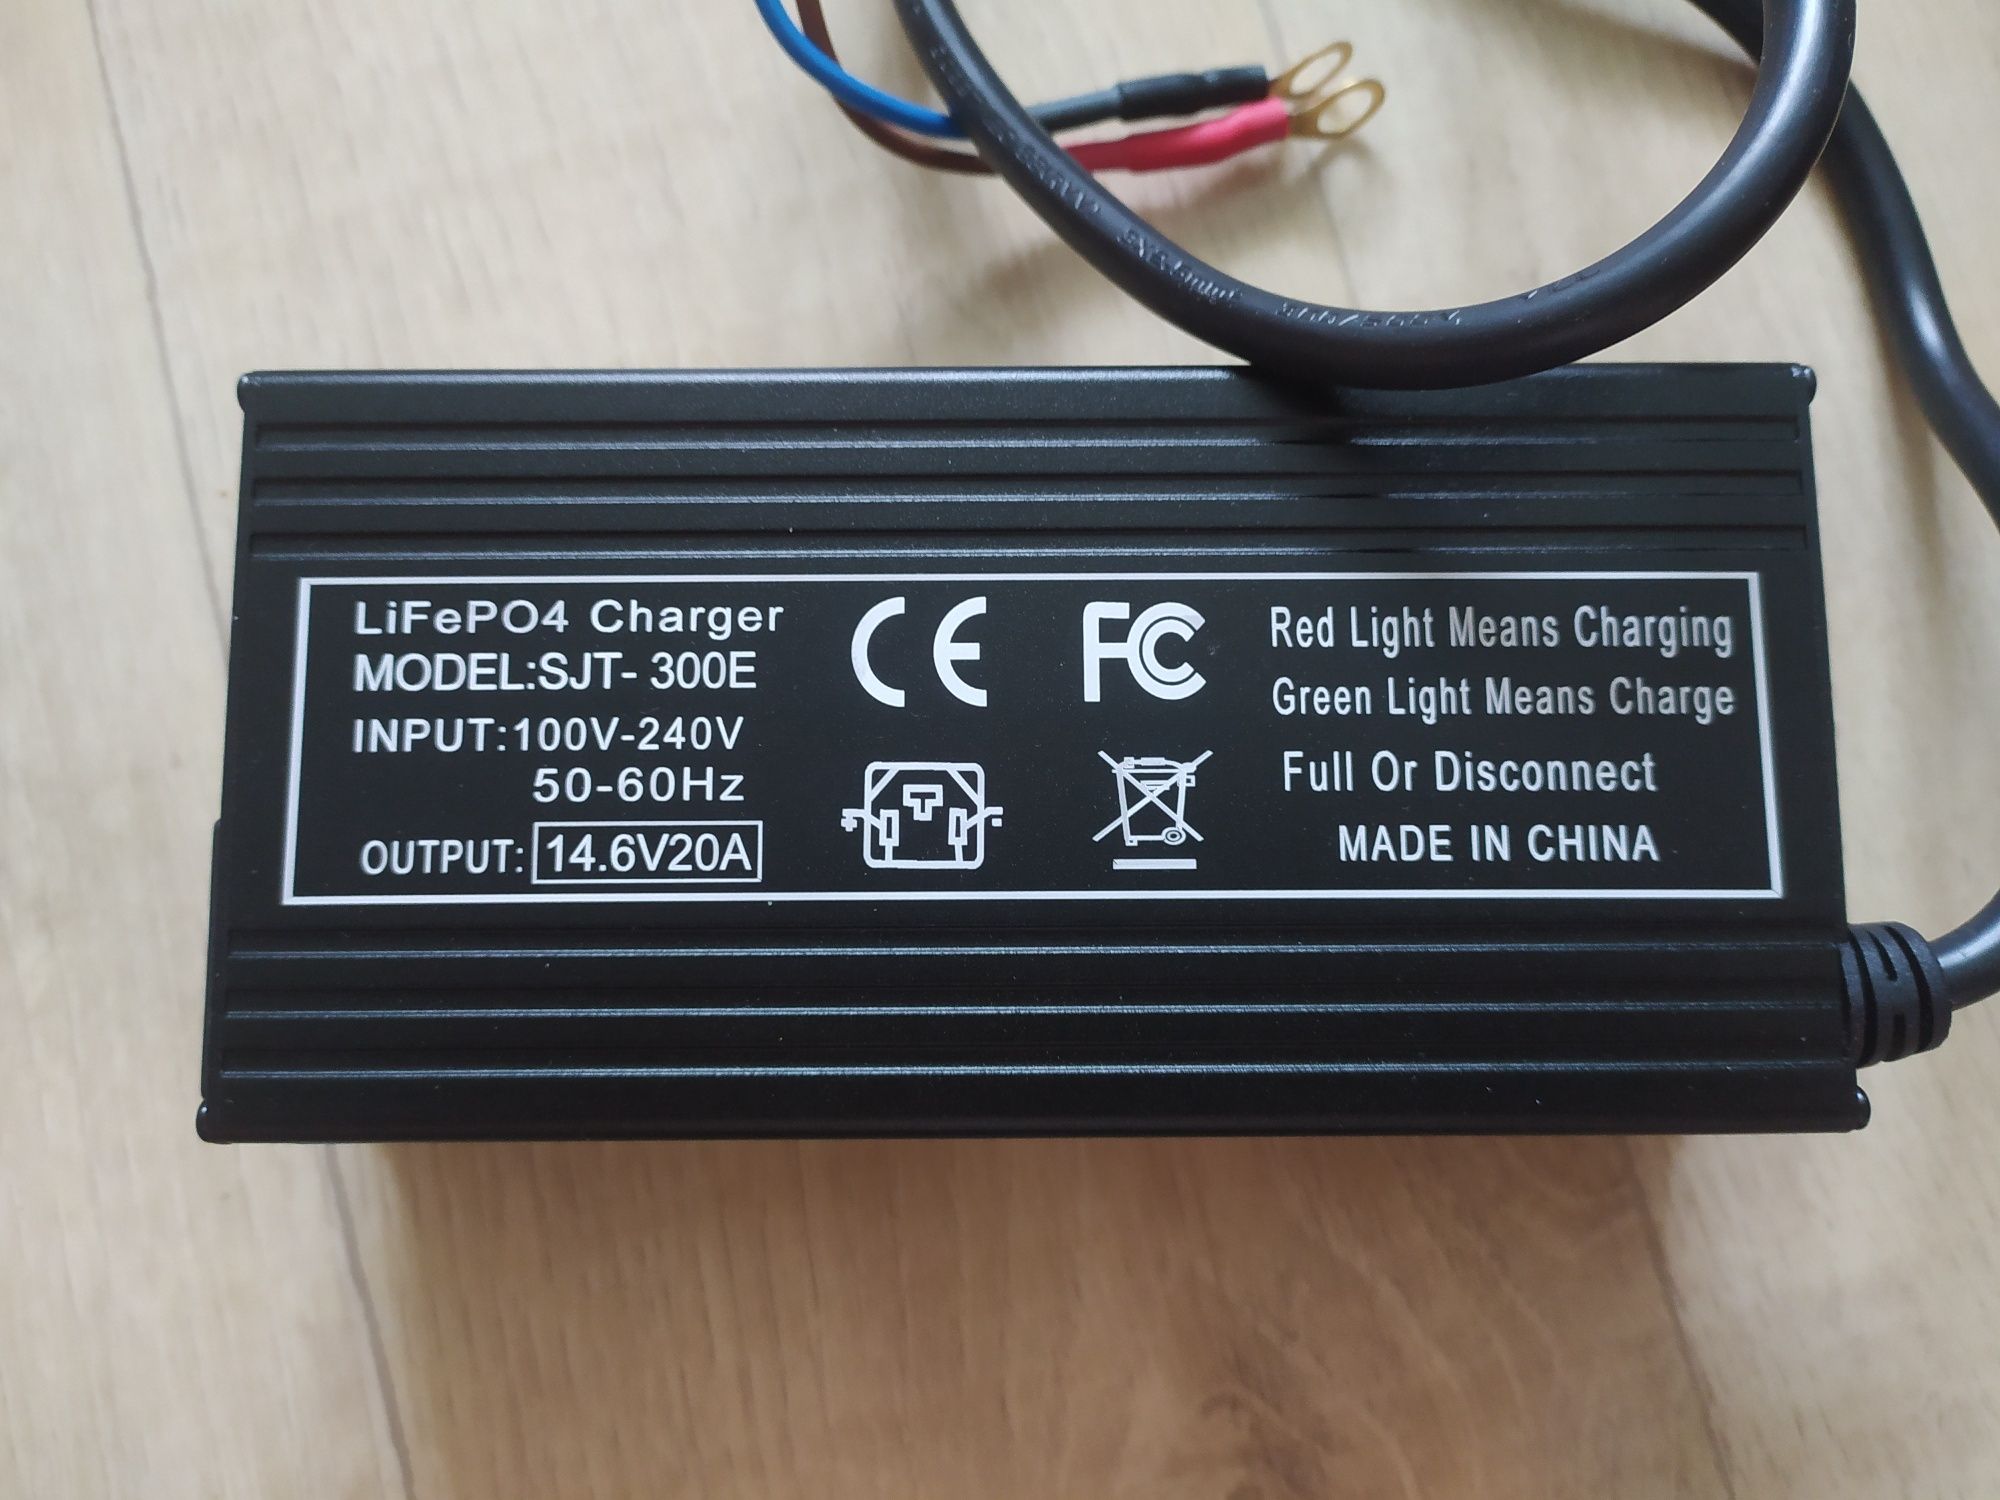 LiFePO4 Charger
MODEL:SJT- 300E
INPUT:100V-240V
50-60Hz
OUTPUT: 14.6V20A
CE
FC
Red Light Means Charging
Green Light Means Charge
Full Or Disconnect
MADE IN CHINA